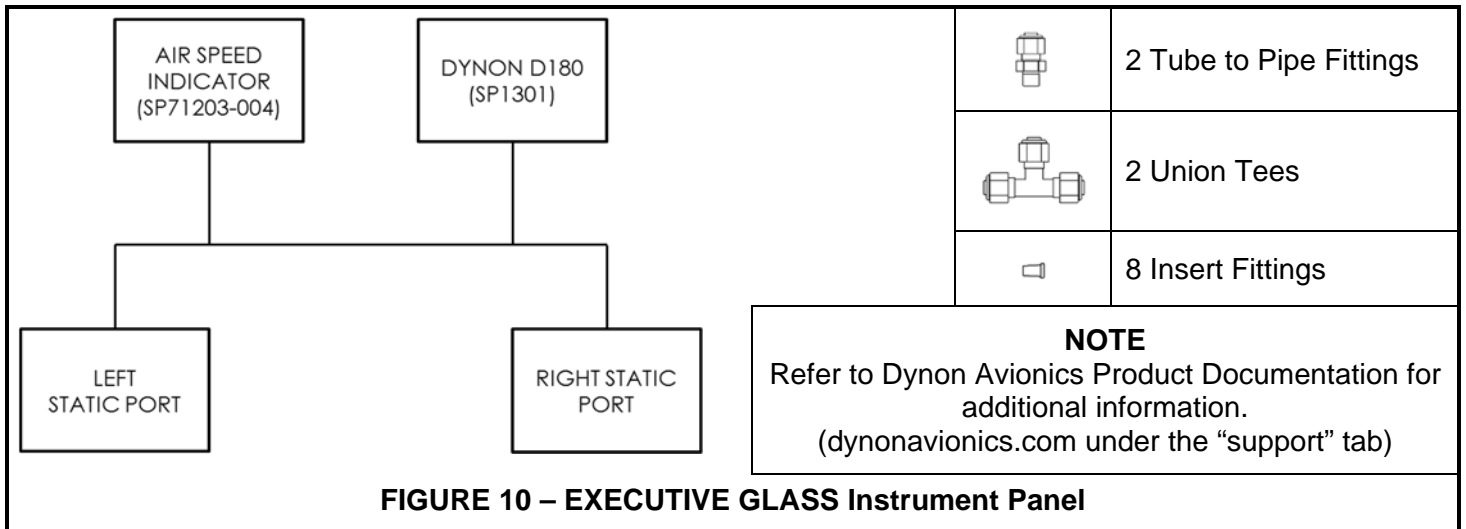 AIR SPEED
INDICATOR
(SP71203-004)
DYNON D180
(SP1301)
LEFT
STATIC PORT
RIGHT STATIC
PORT
2 Tube to Pipe Fittings
2 Union Tees
8 Insert Fittings
NOTE
Refer to Dynon Avionics Product Documentation for
additional information.
(dynonavionics.com under the “support” tab)
FIGURE 10 – EXECUTIVE GLASS Instrument Panel